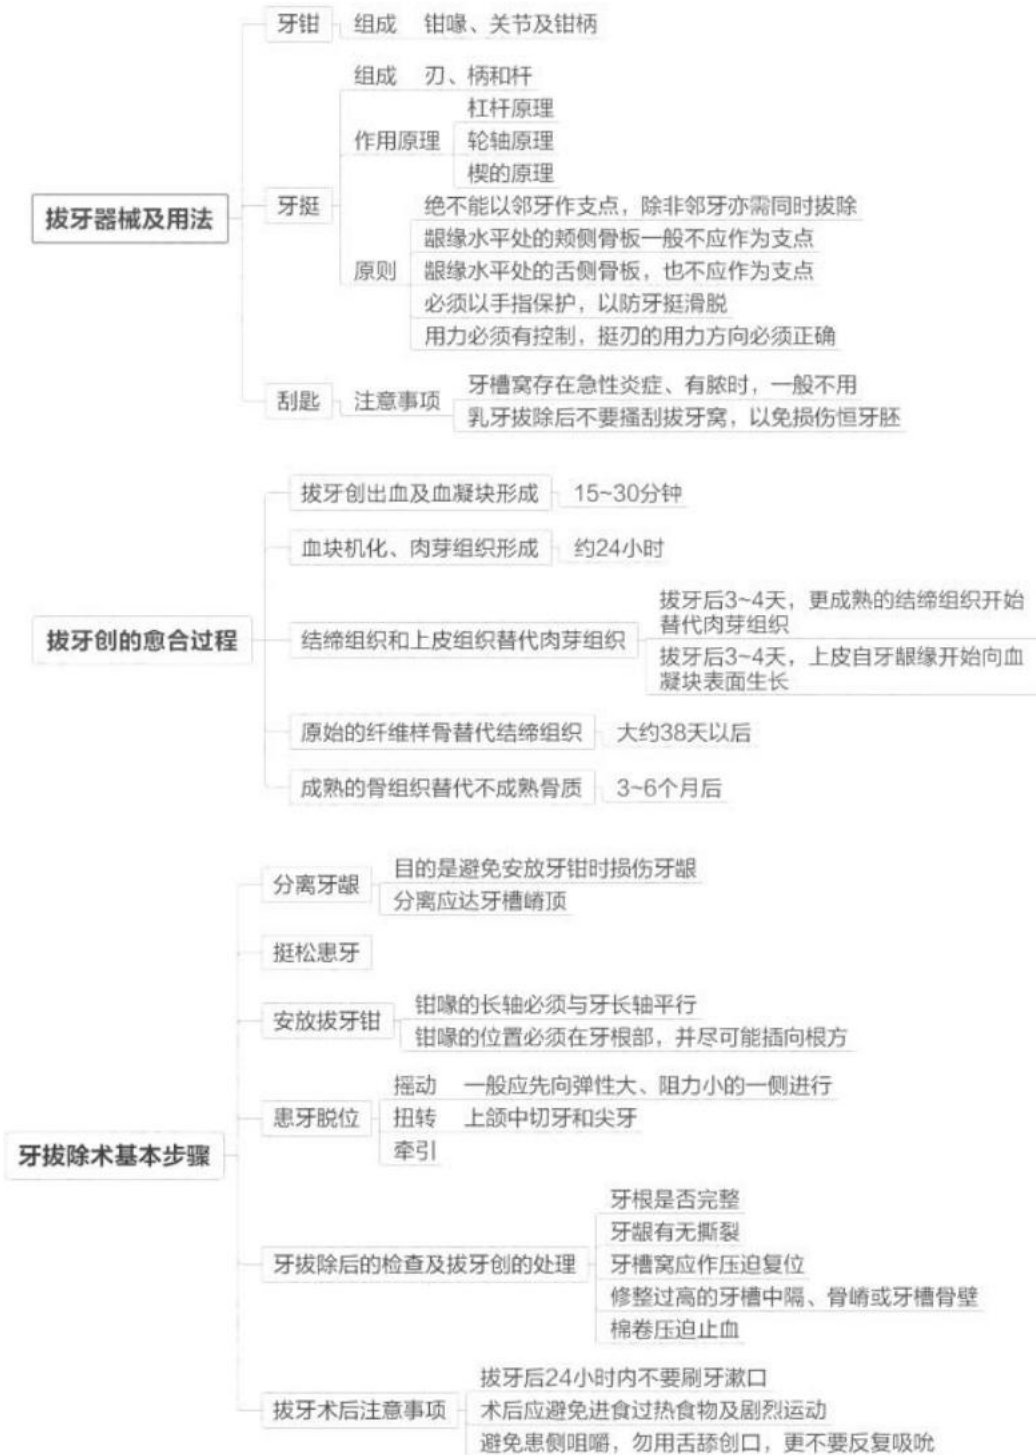 拔牙器械及用法
牙钳
组成
钳喙、关节及钳柄
牙挺
组成
刃、柄和杆
作用原理
杠杆原理
轮轴原理
楔的原理
原则
绝不能以邻牙作支点，除非邻牙亦需同时拔除
龈缘水平处的颊侧骨板一般不应作为支点
龈缘水平处的舌侧骨板，也不应作为支点
必须以手指保护，以防牙挺滑脱
用力必须有控制，挺刃的用力方向必须正确
刮匙
注意事项
牙槽窝存在急性炎症、有脓时，一般不用
乳牙拔除后不要搔刮拔牙窝，以免损伤恒牙胚
拔牙创的愈合过程
拔牙创出血及血凝块形成
15~30分钟
血块机化、肉芽组织形成
约24小时
结缔组织和上皮组织替代肉芽组织
拔牙后3~4天，更成熟的结缔组织开始
替代肉芽组织
拔牙后3~4天，上皮自牙龈缘开始向血
凝块表面生长
原始的纤维样骨替代结缔组织
大约38天以后
成熟的骨组织替代不成熟骨质
3~6个月后
牙拔除术基本步骤
分离牙龈
目的是避免安放牙钳时损伤牙龈
分离应达牙槽嵴顶
挺松患牙
安放拔牙钳
钳喙的长轴必须与牙长轴平行
钳喙的位置必须在牙根部，并尽可能插向根方
患牙脱位
摇动
一般应先向弹性大、阻力小的一侧进行
扭转
上颌中切牙和尖牙
牵引
牙拔除后的检查及拔牙创的处理
牙根是否完整
牙龈有无撕裂
牙槽窝应作压迫复位
修整过高的牙槽中隔、骨嵴或牙槽骨壁
棉卷压迫止血
拔牙术后注意事项
拔牙后24小时内不要刷牙漱口
术后应避免进食过热食物及剧烈运动
避免患侧咀嚼，勿用舌舔创口，更不要反复吸吮